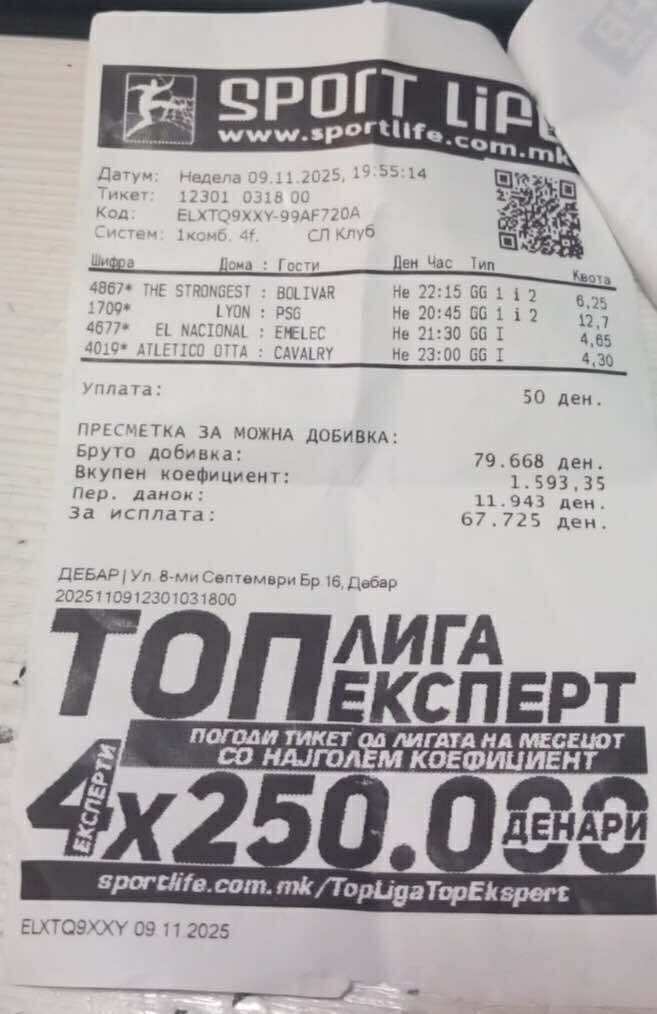 SPORT LIFE
www.sportlife.com.mk
Датум: Недела 09.11.2025, 19:55:14
Тикет: 12301 0318 00
Код: ELXTQ9XXY-99AF720A
Систем: 1комб. 4f. СЛ Клуб
Шифра Дома : Гости Ден Час Тип Квота
4867* THE STRONGEST : BOLIVAR Не 22:15 GG 1 i 2 6,25
1709* LYON : PSG Не 20:45 GG 1 i 2 12,7
4677* EL NACIONAL : EMELEC Не 21:30 GG I 4,65
4019* ATLETICO OTTA : CAVALRY Не 23:00 GG I 4,30
Уплата: 50 ден.
ПРЕСМЕТКА ЗА МОЖНА ДОБИВКА:
Бруто добивка: 79.668 ден.
Вкупен коефициент: 1.593,35
Пер. данок: 11.943 ден.
За исплата: 67.725 ден.
ДЕБАР | Ул. 8-ми Септември Бр.16, Дебар
2025110912301031800
ТОП ЛИГА
ЕКСПЕРТ
ПОГОДИ ТИКЕТ ОД ЛИГАТА НА МЕСЕЦОТ
СО НАЈГОЛЕМ КОЕФИЦИЕНТ
4 ЕКСПЕРТИ x250.000 ДЕНАРИ
sportlife.com.mk/TopLigaTopEkspert
ELXTQ9XXY 09 11 2025